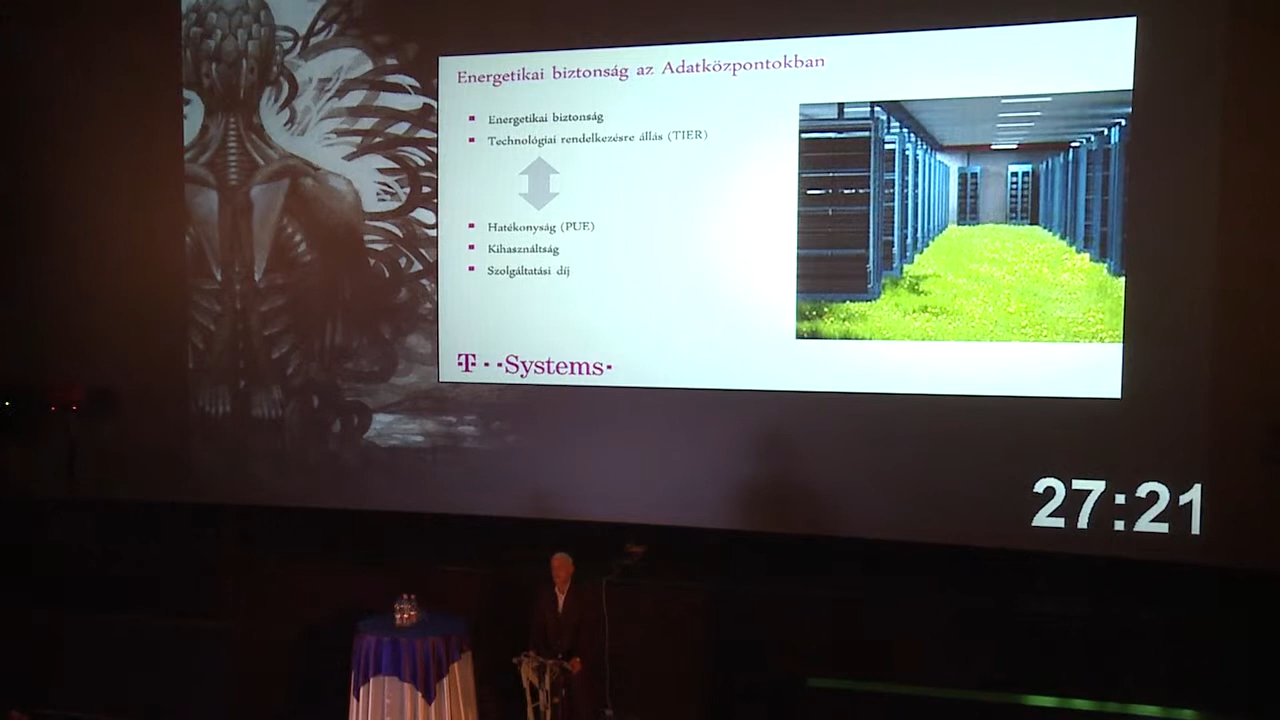 Energetikai biztonság az Adatközpontokban
Energetikai biztonság
Technológiai rendelkezésre állás (TIER)
Hatékonyság (PUE)
Kihasználtság
Szolgáltatási díj
T··Systems·
27:21